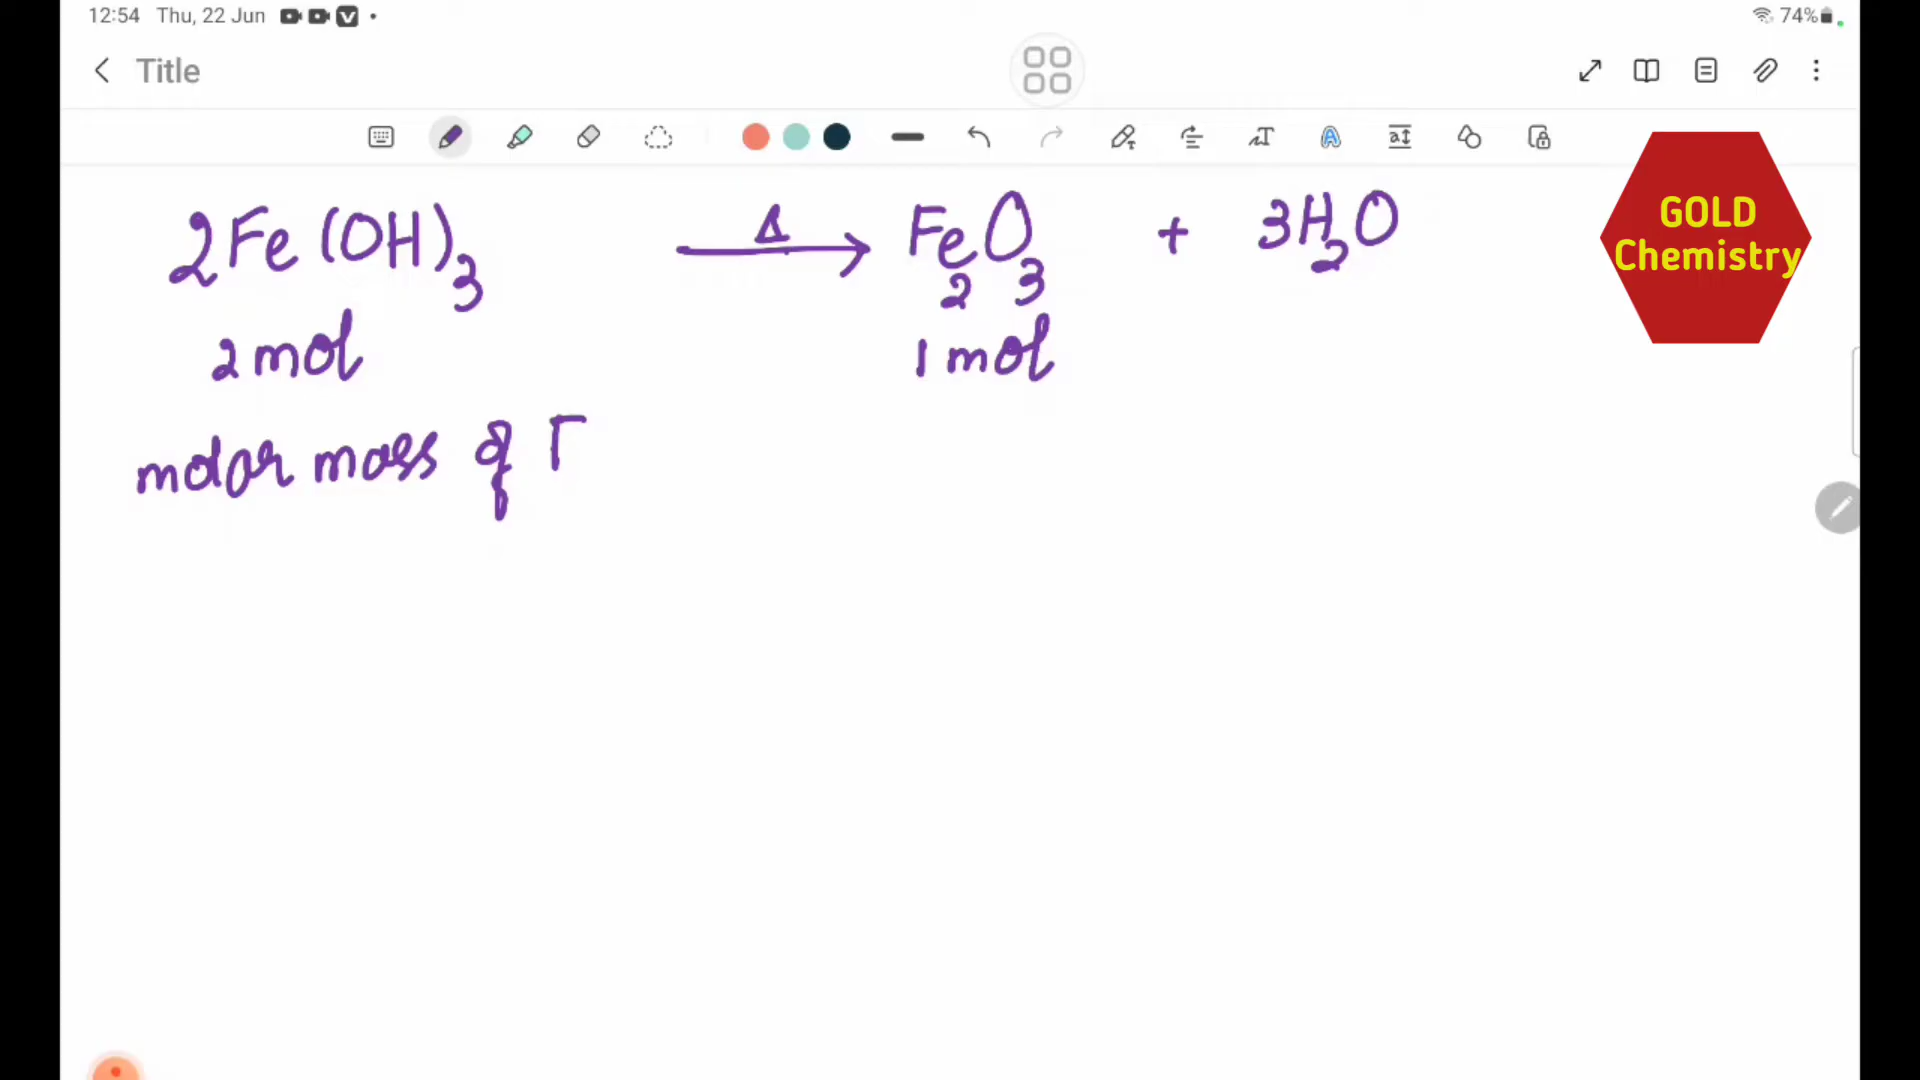 12:54 Thu, 22 Jun
74%
Title
GOLD
Chemistry
2Fe(OH)₃ —Δ→ Fe₂O₃ + 3H₂O
2 mol 1 mol
molar mass of